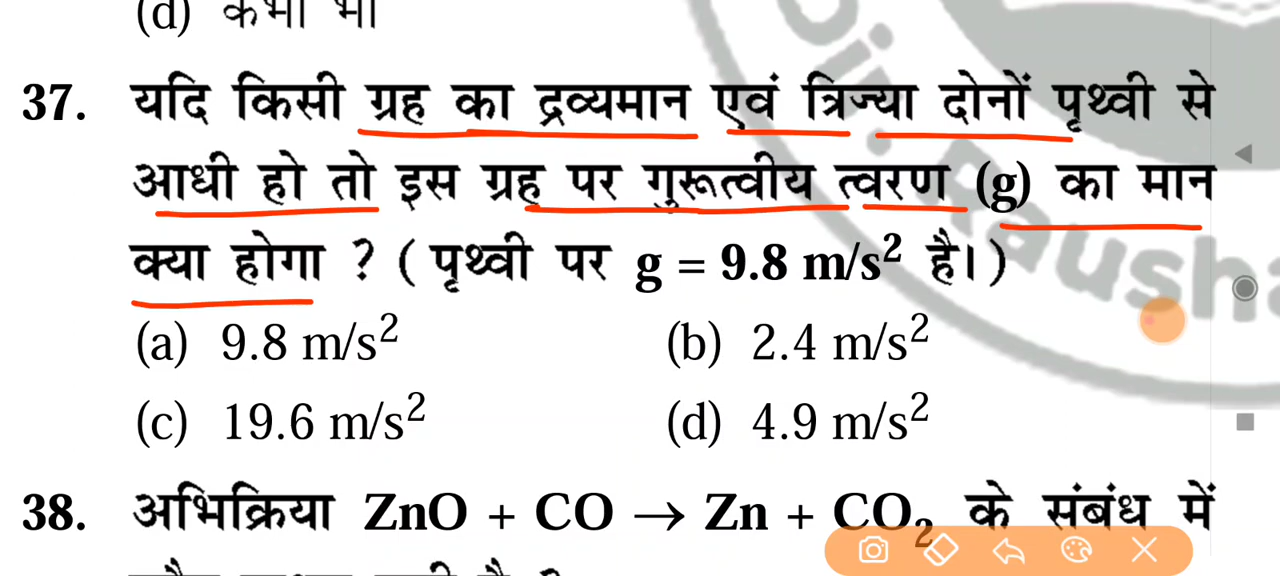 (d) कभी भी
37. यदि किसी ग्रह का द्रव्यमान एवं त्रिज्या दोनों पृथ्वी से
आधी हो तो इस ग्रह पर गुरूत्वीय त्वरण (g) का मान
क्या होगा ? ( पृथ्वी पर g = 9.8 m/s² है।)
(a) 9.8 m/s² (b) 2.4 m/s²
(c) 19.6 m/s² (d) 4.9 m/s²
38. अभिक्रिया ZnO + CO → Zn + CO₂ के संबंध में